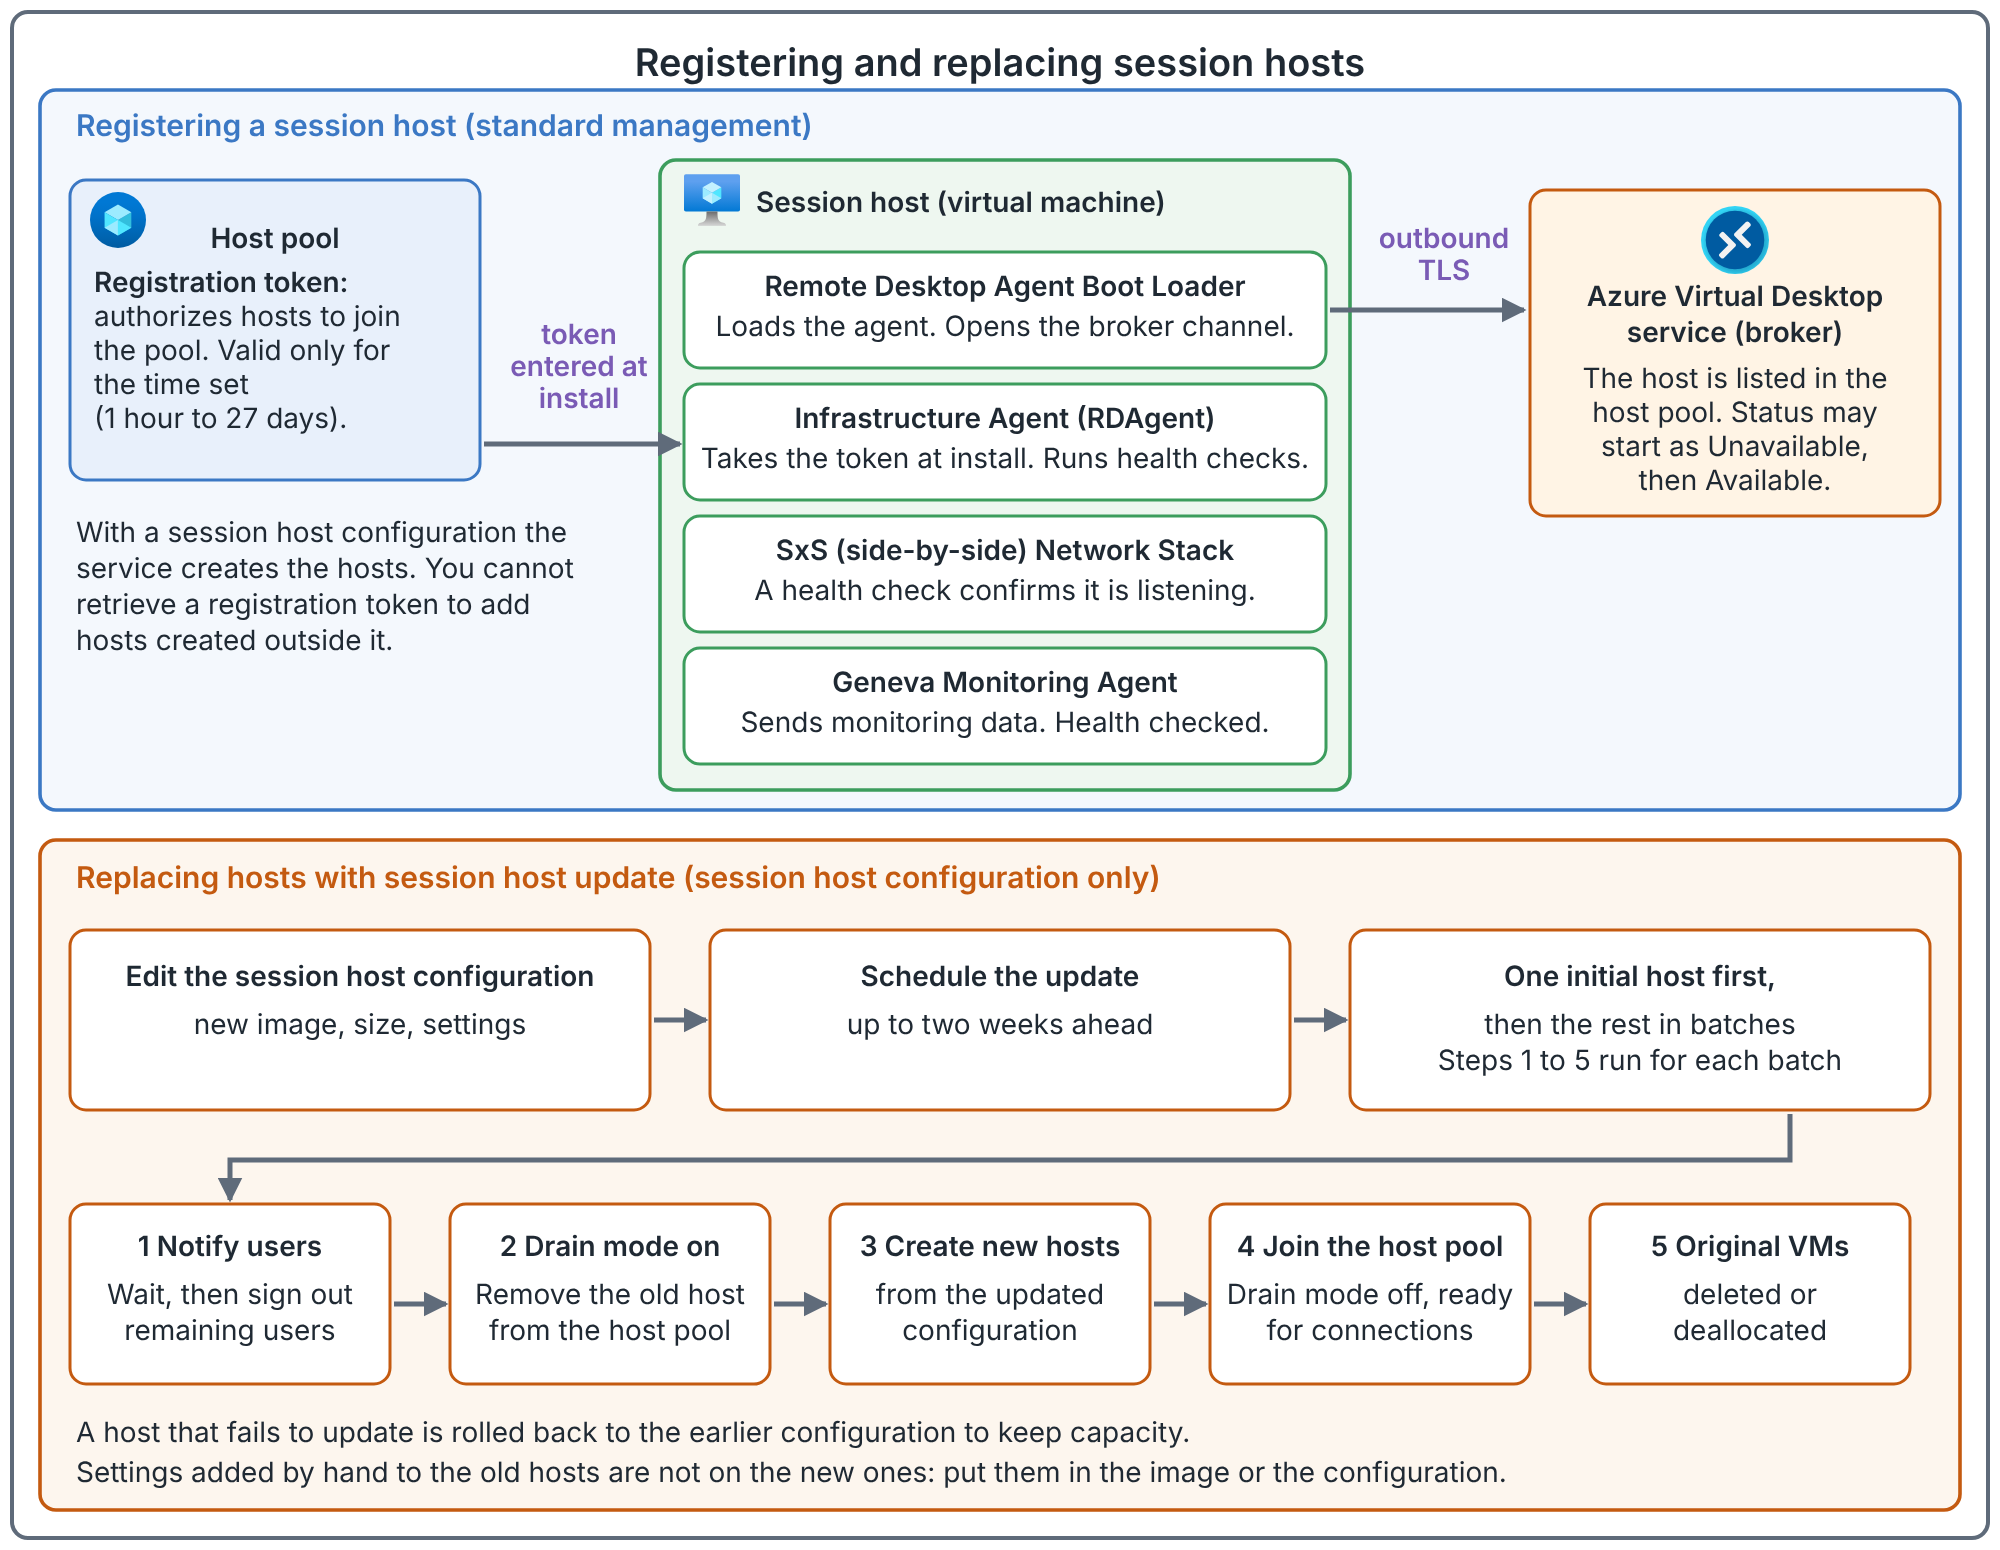 Registering and replacing session hosts
Registering a session host (standard management)
Host pool
Registration token:
authorizes hosts to join
the pool. Valid only for
the time set
(1 hour to 27 days).
token
entered at
install
With a session host configuration the
service creates the hosts. You cannot
retrieve a registration token to add
hosts created outside it.
Session host (virtual machine)
Remote Desktop Agent Boot Loader
Loads the agent. Opens the broker channel.
Infrastructure Agent (RDAgent)
Takes the token at install. Runs health checks.
SxS (side-by-side) Network Stack
A health check confirms it is listening.
Geneva Monitoring Agent
Sends monitoring data. Health checked.
outbound
TLS
Azure Virtual Desktop
service (broker)
The host is listed in the
host pool. Status may
start as Unavailable,
then Available.
Replacing hosts with session host update (session host configuration only)
Edit the session host configuration
new image, size, settings
Schedule the update
up to two weeks ahead
One initial host first,
then the rest in batches
Steps 1 to 5 run for each batch
1 Notify users
Wait, then sign out
remaining users
2 Drain mode on
Remove the old host
from the host pool
3 Create new hosts
from the updated
configuration
4 Join the host pool
Drain mode off, ready
for connections
5 Original VMs
deleted or
deallocated
A host that fails to update is rolled back to the earlier configuration to keep capacity.
Settings added by hand to the old hosts are not on the new ones: put them in the image or the configuration.